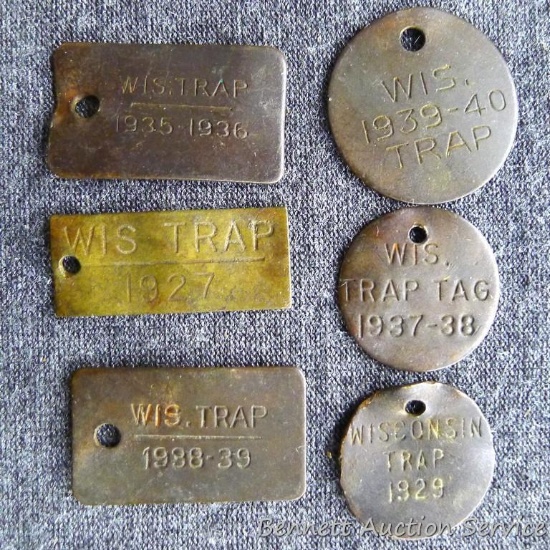 WIS. TRAP
1935-1936
WIS.
1939-40
TRAP
WIS TRAP
1927
WIS.
TRAP TAG
1937-38
WIS. TRAP
1938-39
WISCONSIN
TRAP
1929
Bennett Auction Service